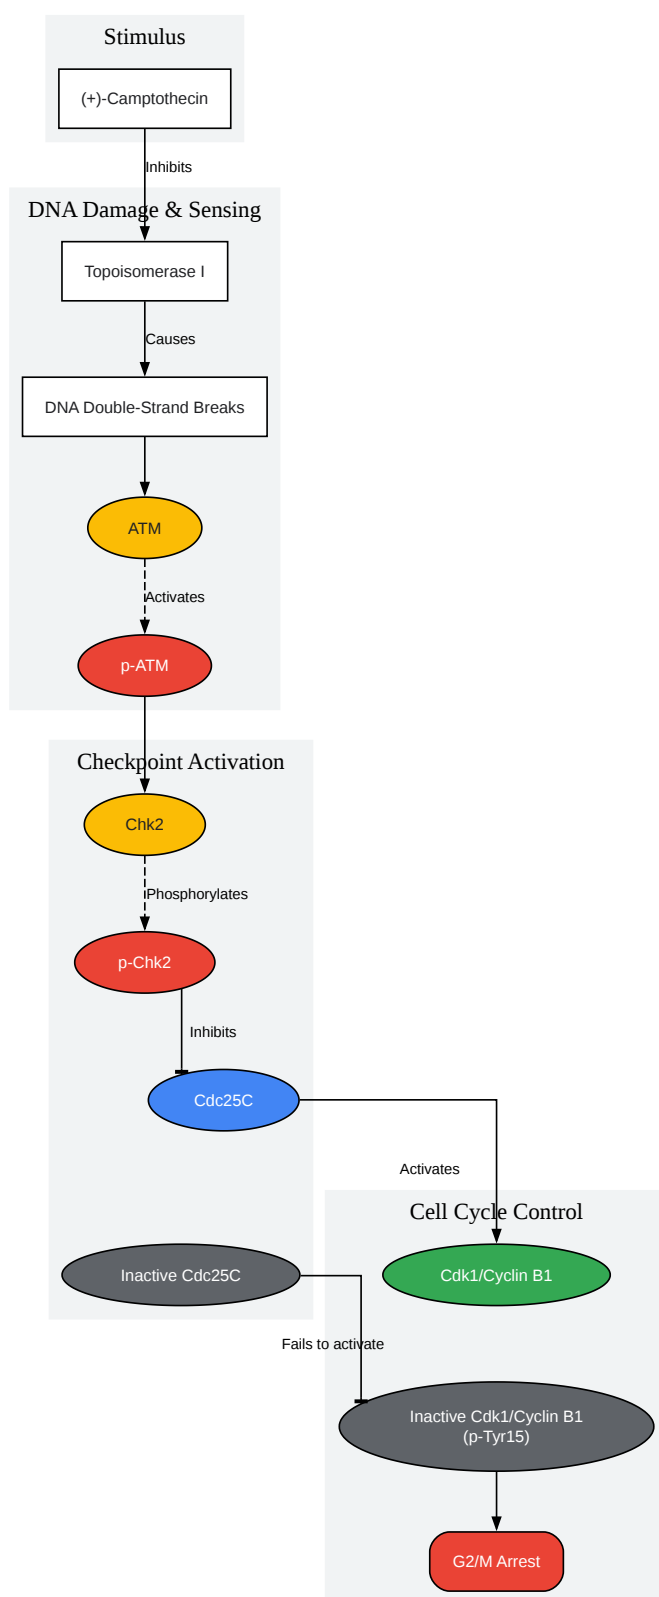 Stimulus
(+)-Camptothecin
Inhibits
DNA Damage & Sensing
Topoisomerase I
Causes
DNA Double-Strand Breaks
ATM
Activates
p-ATM
Checkpoint Activation
Chk2
Phosphorylates
p-Chk2
Inhibits
Cdc25C
Activates
Cell Cycle Control
Inactive Cdc25C
Cdk1/Cyclin B1
Fails to activate
Inactive Cdk1/Cyclin B1
(p-Tyr15)
G2/M Arrest